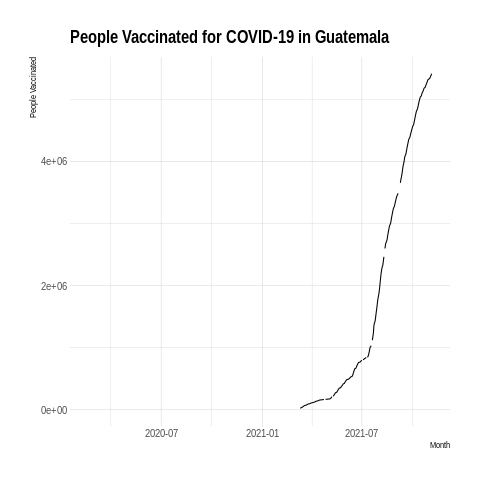 People Vaccinated for COVID-19 in Guatemala
People Vaccinated
4e+06
2e+06
0e+00
2020-07 2021-01 2021-07
Month